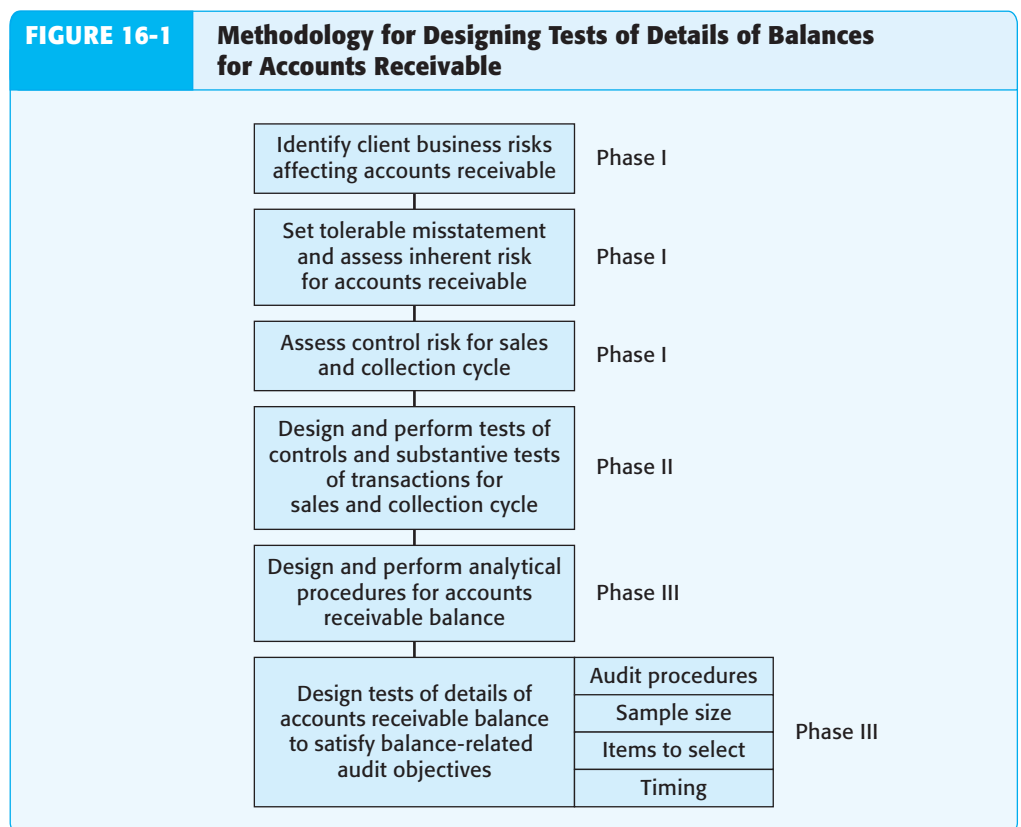 FIGURE 16-1
Methodology for Designing Tests of Details of Balances
for Accounts Receivable
Identify client business risks
affecting accounts receivable
Phase I
Set tolerable misstatement
and assess inherent risk
for accounts receivable
Phase I
Assess control risk for sales
and collection cycle
Phase I
Design and perform tests of
controls and substantive tests
of transactions for
sales and collection cycle
Phase II
Design and perform analytical
procedures for accounts
receivable balance
Phase III
Design tests of details of
accounts receivable balance
to satisfy balance-related
audit objectives
Audit procedures
Sample size
Items to select
Timing
Phase III